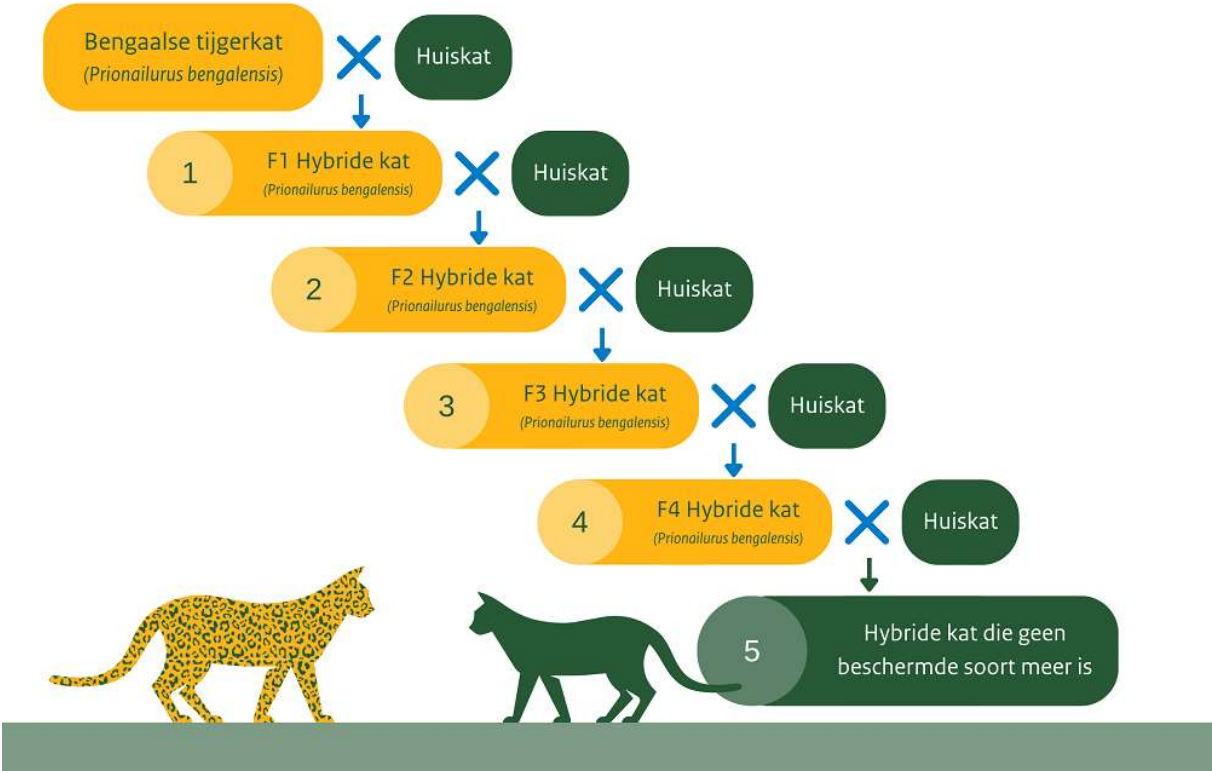 Bengaalse tijgerkat
(Prionailurus bengalensis)
Huiskat
1
F1 Hybride kat
(Prionailurus bengalensis)
Huiskat
2
F2 Hybride kat
(Prionailurus bengalensis)
Huiskat
3
F3 Hybride kat
(Prionailurus bengalensis)
Huiskat
4
F4 Hybride kat
(Prionailurus bengalensis)
Huiskat
5
Hybride kat die geen
beschermde soort meer is